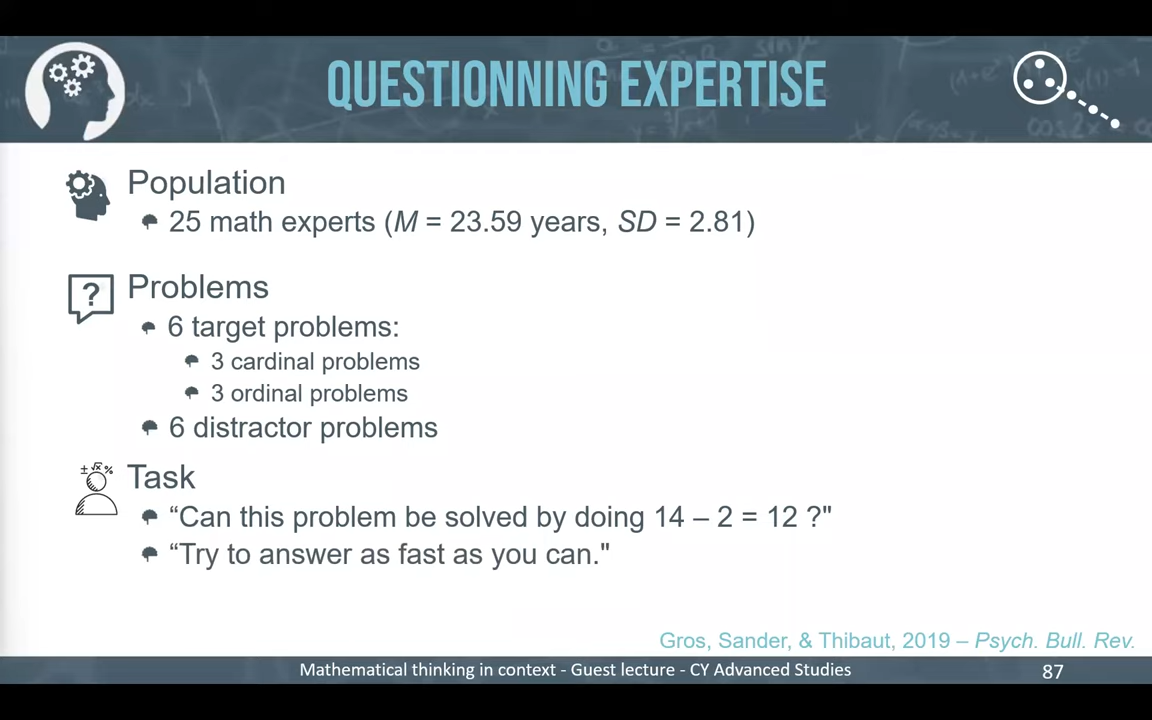 QUESTIONNING EXPERTISE
Population
25 math experts (M = 23.59 years, SD = 2.81)
?
Problems
6 target problems:
3 cardinal problems
3 ordinal problems
6 distractor problems
±√x%
Task
“Can this problem be solved by doing 14 – 2 = 12 ?"
“Try to answer as fast as you can."
Gros, Sander, & Thibaut, 2019 – Psych. Bull. Rev.
Mathematical thinking in context - Guest lecture - CY Advanced Studies
87